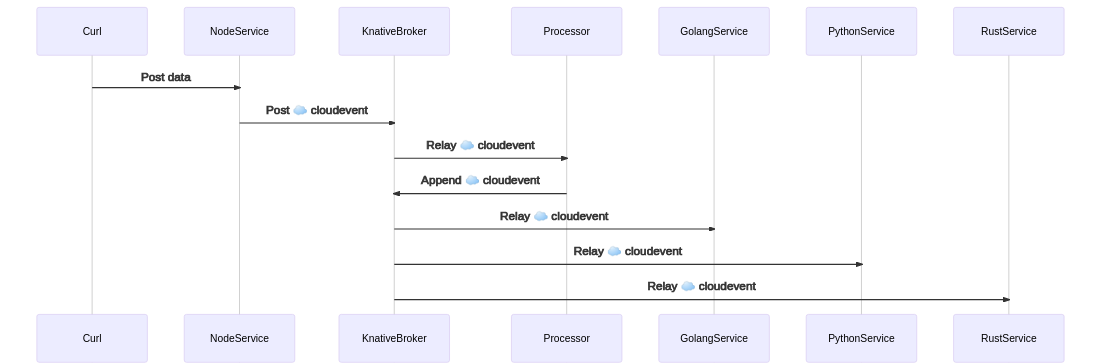 Curl NodeService KnativeBroker Processor GolangService PythonService RustService
Post data
Post ☁️ cloudevent
Relay ☁️ cloudevent
Append ☁️ cloudevent
Relay ☁️ cloudevent
Relay ☁️ cloudevent
Relay ☁️ cloudevent
Curl NodeService KnativeBroker Processor GolangService PythonService RustService